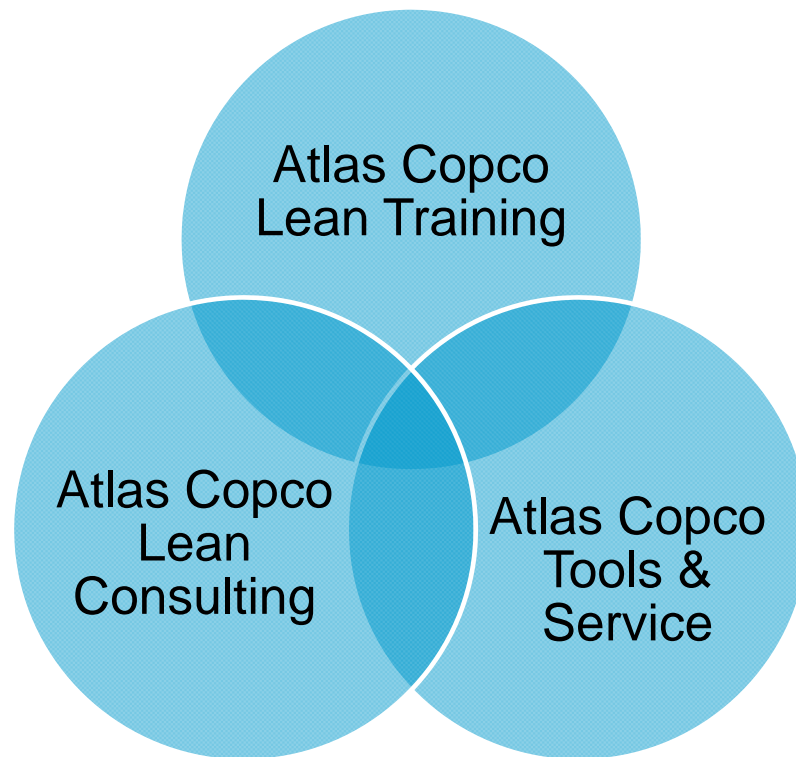 Atlas Copco
Lean Training
Atlas Copco
Lean
Consulting
Atlas Copco
Tools &
Service